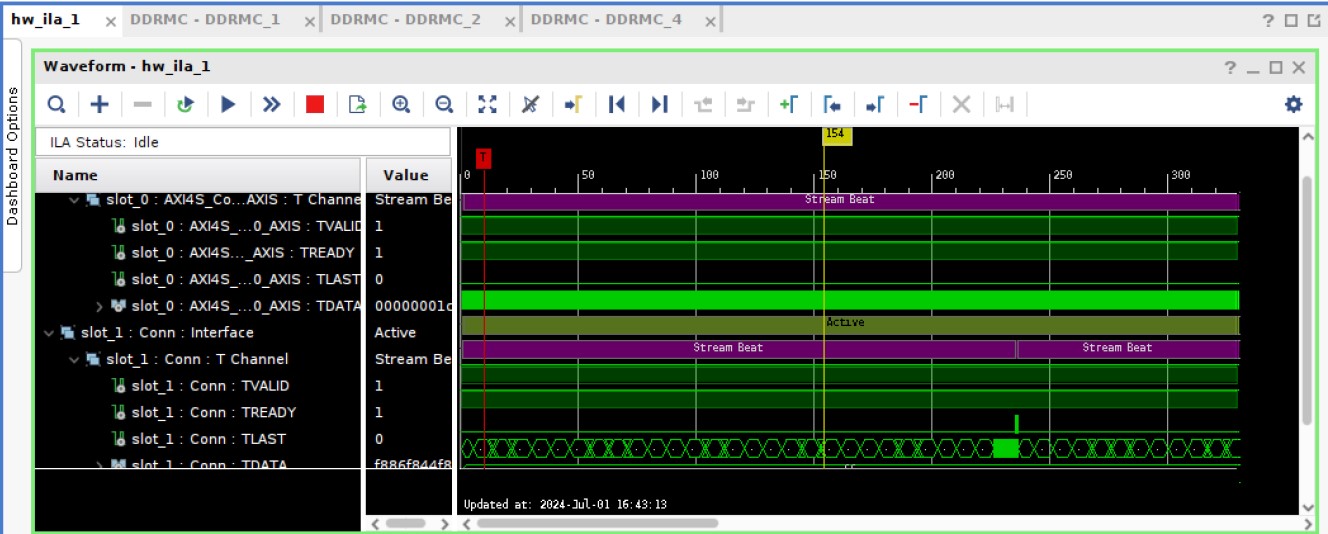 hw_ila_1 × DDRMC - DDRMC_1 × DDRMC - DDRMC_2 × DDRMC - DDRMC_4 ×
Dashboard Options
Waveform - hw_ila_1
ILA Status: Idle
154
T
Name Value
0 50 100 150 200 250 300
slot_0 : AXI4S_Co...AXIS : T Channe Stream Be Stream Beat
slot_0 : AXI4S_...0_AXIS : TVALID 1
slot_0 : AXI4S..._AXIS : TREADY 1
slot_0 : AXI4S_...0_AXIS : TLAST 0
slot_0 : AXI4S_...0_AXIS : TDATA 00000001c
slot_1 : Conn : Interface Active Active
slot_1 : Conn : T Channel Stream Be Stream Beat Stream Beat
slot_1 : Conn : TVALID 1
slot_1 : Conn : TREADY 1
slot_1 : Conn : TLAST 0
slot_1 : Conn : TDATA f886f844f8
Updated at: 2024-Jul-01 16:43:13